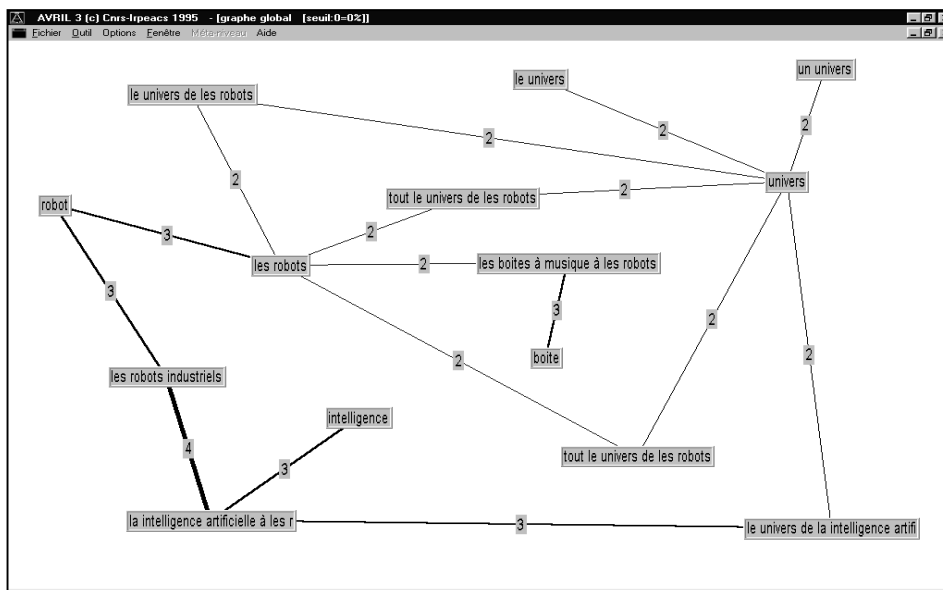 AVRIL 3 (c) Cnrs-Irpeacs 1995 - [graphe global [seuil:0=0%]]
Fichier Outil Options Fenêtre Méta-niveau Aide
un univers
le univers
le univers de les robots
2
2
2
2
univers
2
tout le univers de les robots
2
robot
3
2
les robots
2
les boites à musique à les robots
3
3
2
boite
2
2
les robots industriels
intelligence
4
tout le univers de les robots
3
la intelligence artificielle à les r
3
le univers de la intelligence artifi